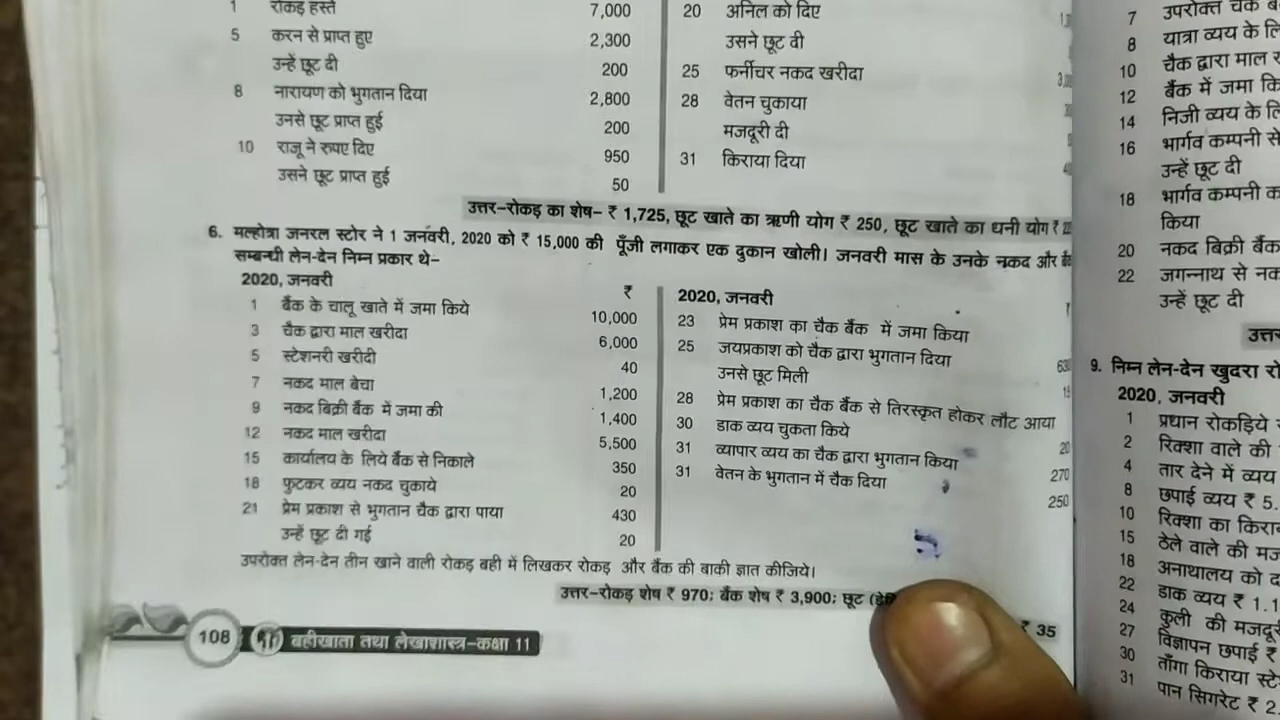 1 रोकड़ हस्ते 7,000
5 करन से प्राप्त हुए 2,300
उन्हें छूट दी 200
8 नारायण को भुगतान दिया 2,800
उनसे छूट प्राप्त हुई 200
10 राजू ने रुपए दिए 950
उसने छूट प्राप्त हुई 50
20 अनिल को दिए
उसने छूट दी
25 फर्नीचर नकद खरीदा
28 वेतन चुकाया
मजदूरी दी
31 किराया दिया
उत्तर-रोकड़ का शेष- ₹ 1,725, छूट खाते का ऋणी योग ₹ 250, छूट खाते का धनी योग ₹
6. मल्होत्रा जनरल स्टोर ने 1 जनवरी, 2020 को ₹ 15,000 की पूँजी लगाकर एक दुकान खोली। जनवरी मास के उनके नकद और
सम्बन्धी लेन-देन निम्न प्रकार थे-
2020, जनवरी ₹
1 बैंक के चालू खाते में जमा किये 10,000
3 चैक द्वारा माल खरीदा 6,000
5 स्टेशनरी खरीदी 40
7 नकद माल बेचा 1,200
9 नकद बिक्री बैंक में जमा की 1,400
12 नकद माल खरीदा 5,500
15 कार्यालय के लिये बैंक से निकाले 350
18 फुटकर व्यय नकद चुकाये 20
21 प्रेम प्रकाश से भुगतान चैक द्वारा पाया 430
उन्हें छूट दी गई 20
2020, जनवरी
23 प्रेम प्रकाश का चैक बैंक में जमा किया
25 जयप्रकाश को चैक द्वारा भुगतान दिया 630
उनसे छूट मिली
28 प्रेम प्रकाश का चैक बैंक से तिरस्कृत होकर लौट आया
30 डाक व्यय चुकता किये 20
31 व्यापार व्यय का चैक द्वारा भुगतान किया 270
31 वेतन के भुगतान में चैक दिया 250
उपरोक्त लेन-देन तीन खाने वाली रोकड़ बही में लिखकर रोकड़ और बैंक की बाकी ज्ञात कीजिये।
उत्तर-रोकड़ शेष ₹ 970; बैंक शेष ₹ 3,900; छूट ₹ 35
108 बहीखाता तथा लेखाशास्त्र-कक्षा 11
7 उपरोक्त चैक
8 यात्रा व्यय के
10 चैक द्वारा माल
12 बैंक में जमा
14 निजी व्यय के
16 भार्गव कम्पनी से
उन्हें छूट दी
18 भार्गव कम्पनी
किया
20 नकद बिक्री बैंक
22 जगन्नाथ से
उन्हें छूट दी
9. निम्न लेन-देन खुदरा
2020, जनवरी
1 प्रधान रोकड़िये
2 रिक्शा वाले की
4 तार देने में व्यय
8 छपाई व्यय ₹ 5.
10 रिक्शा का
15 ठेले वाले की
18 अनाथालय को
22 डाक व्यय ₹ 1.1
24 कुली की
27 विज्ञापन छपाई ₹
30 ताँगा किराया
31 पान सिगरेट ₹ 2.